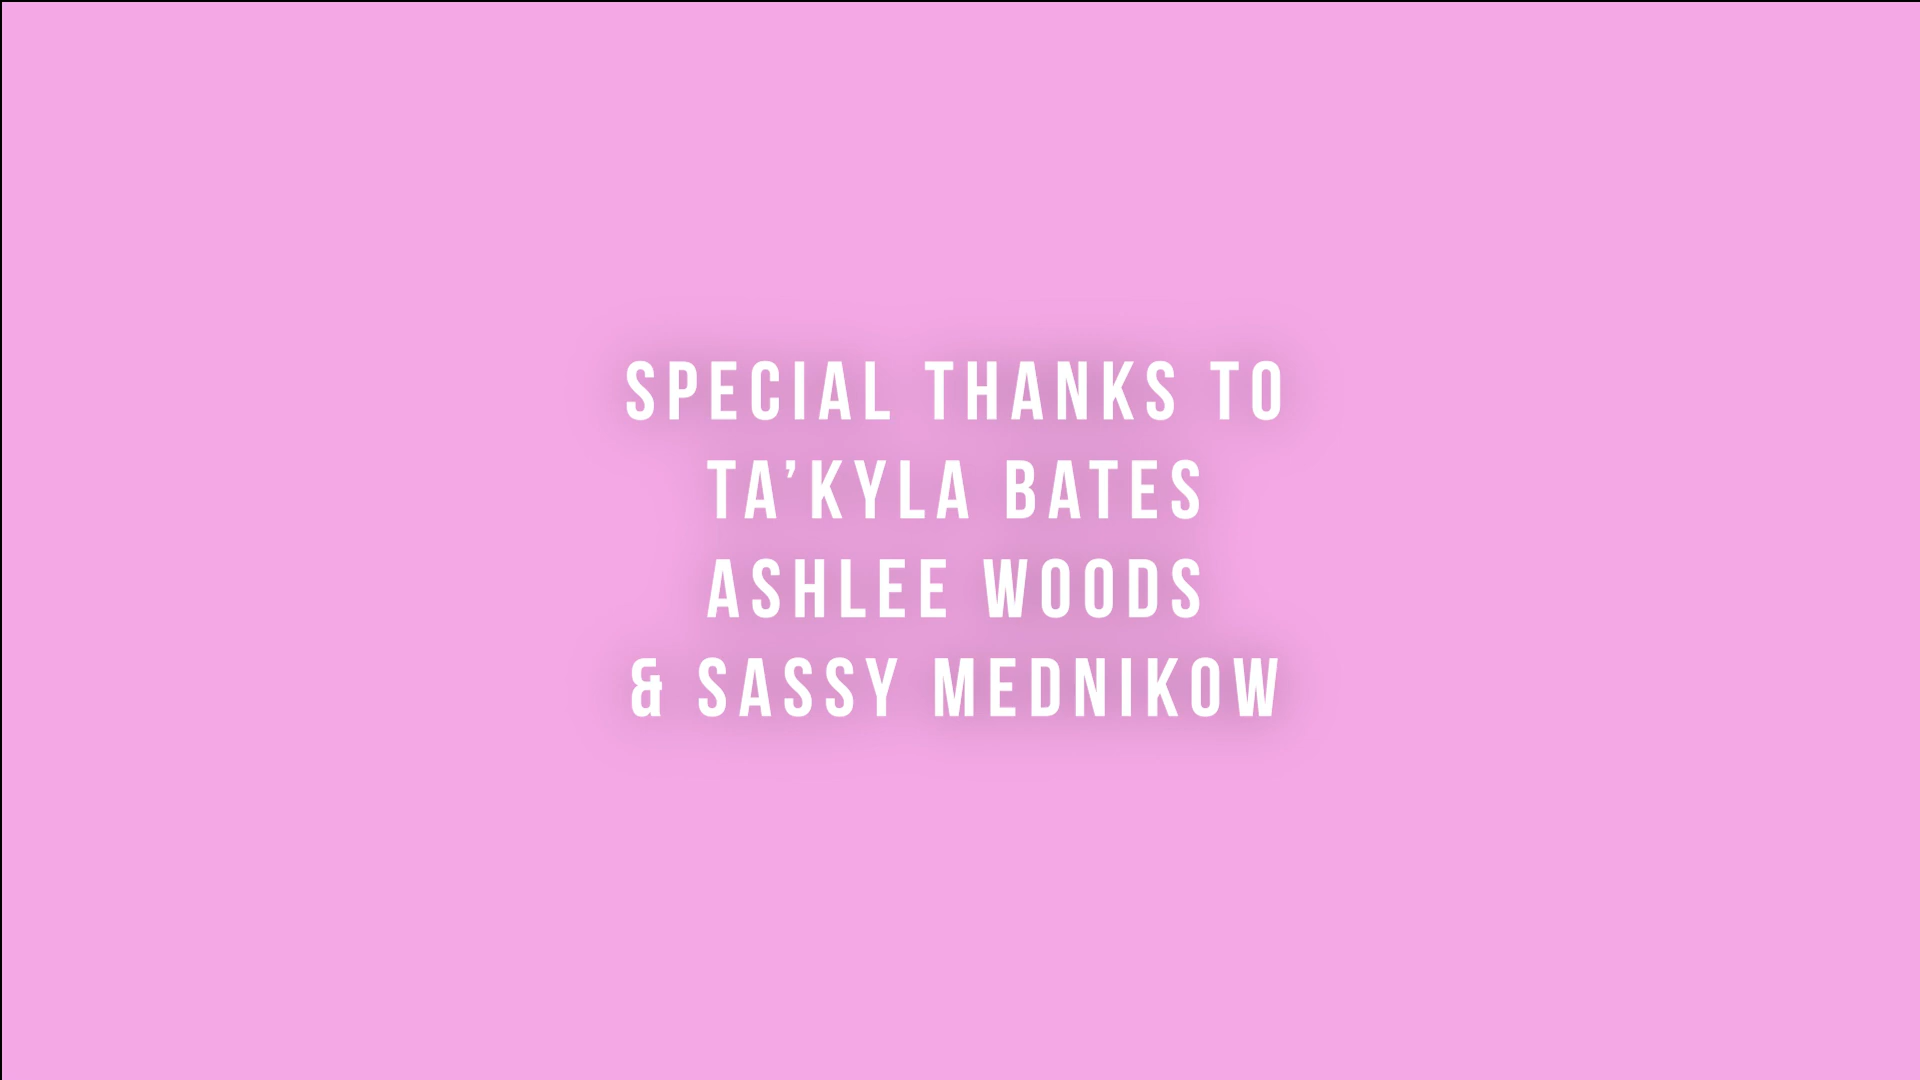 SPECIAL THANKS TO
TA’KYLA BATES
ASHLEE WOODS
& SASSY MEDNIKOW